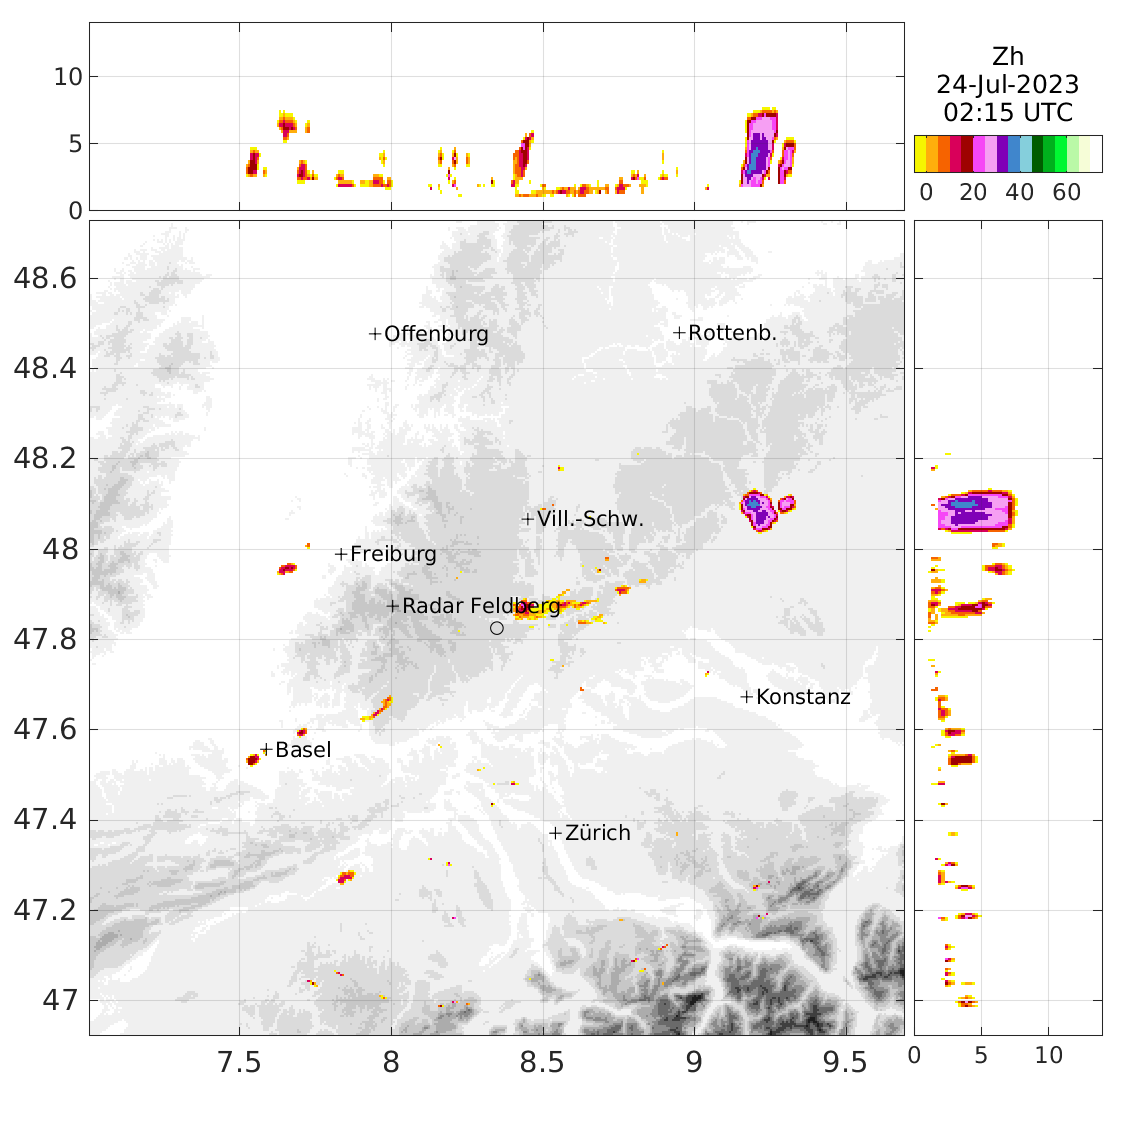 10
5
0
Zh
24-Jul-2023
02:15 UTC
0 20 40 60
48.6
48.4
48.2
48
47.8
47.6
47.4
47.2
47
+Offenburg
+Rottenb.
+Vill.-Schw.
+Freiburg
+Radar Feldberg
+Konstanz
+Basel
+Zürich
7.5 8 8.5 9 9.5
0 5 10